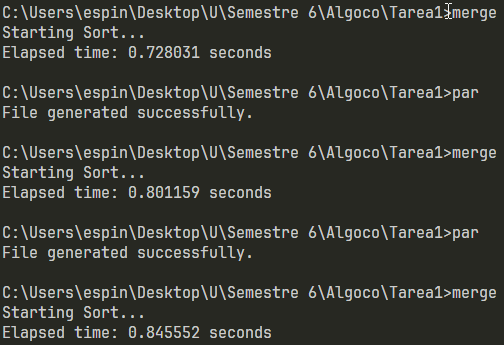 C:\Users\espin\Desktop\U\Semestre 6\Algoco\Tarea1>merge
Starting Sort...
Elapsed time: 0.728031 seconds
C:\Users\espin\Desktop\U\Semestre 6\Algoco\Tarea1>par
File generated successfully.
C:\Users\espin\Desktop\U\Semestre 6\Algoco\Tarea1>merge
Starting Sort...
Elapsed time: 0.801159 seconds
C:\Users\espin\Desktop\U\Semestre 6\Algoco\Tarea1>par
File generated successfully.
C:\Users\espin\Desktop\U\Semestre 6\Algoco\Tarea1>merge
Starting Sort...
Elapsed time: 0.845552 seconds